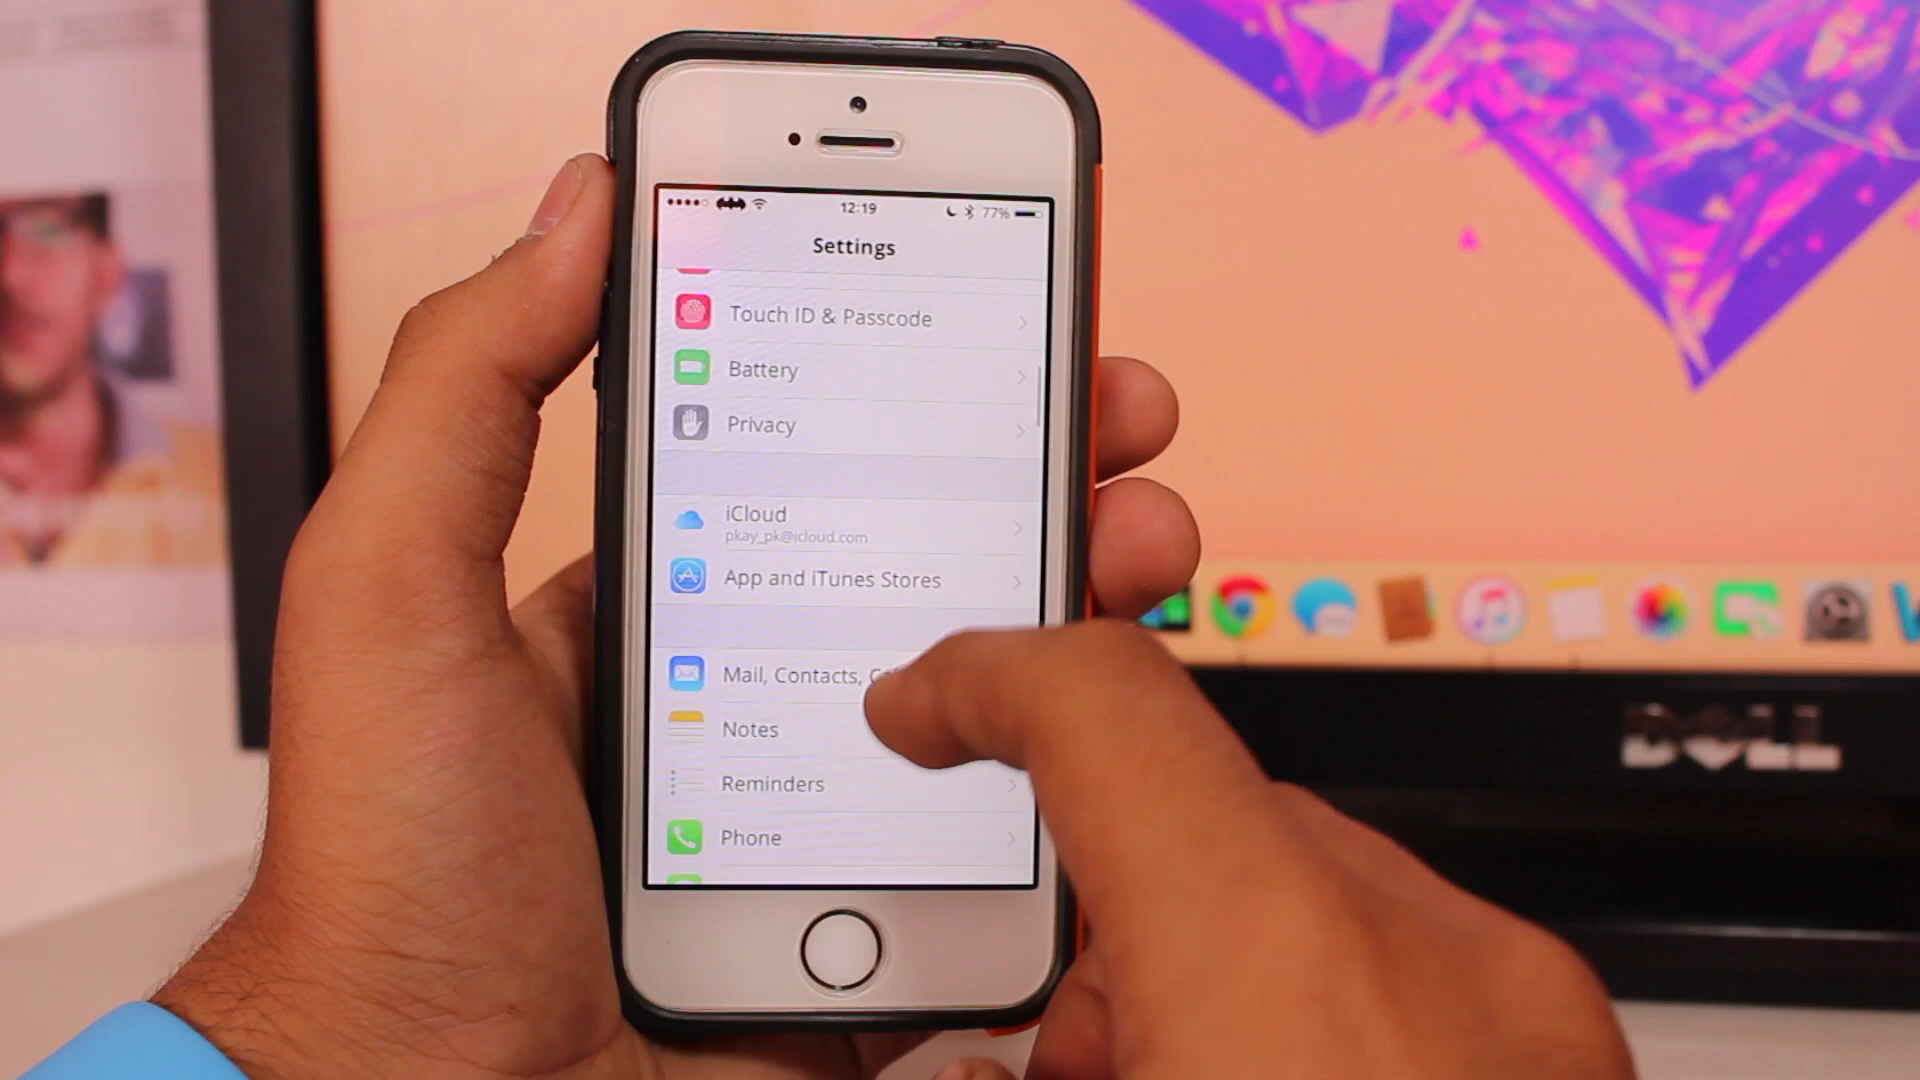 12:19
77%
Settings
Touch ID & Passcode
Battery
Privacy
iCloud
pkay_pk@icloud.com
App and iTunes Stores
Mail, Contacts,
Notes
Reminders
Phone
DELL